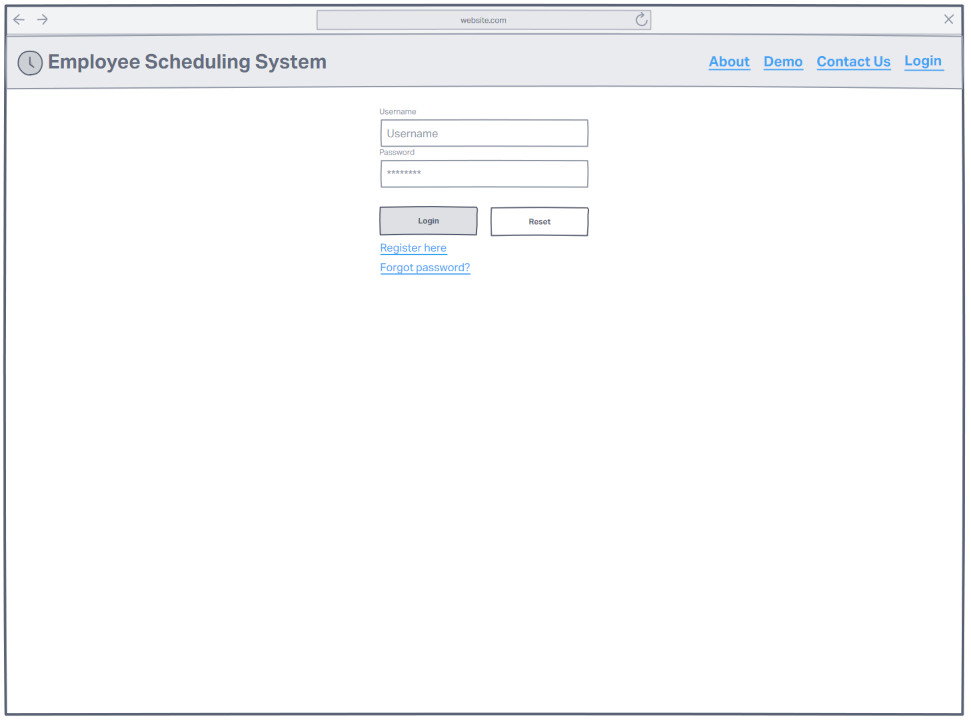 website.com
Employee Scheduling System
About Demo Contact Us Login
Username
Username
Password
********
Login Reset
Register here
Forgot password?